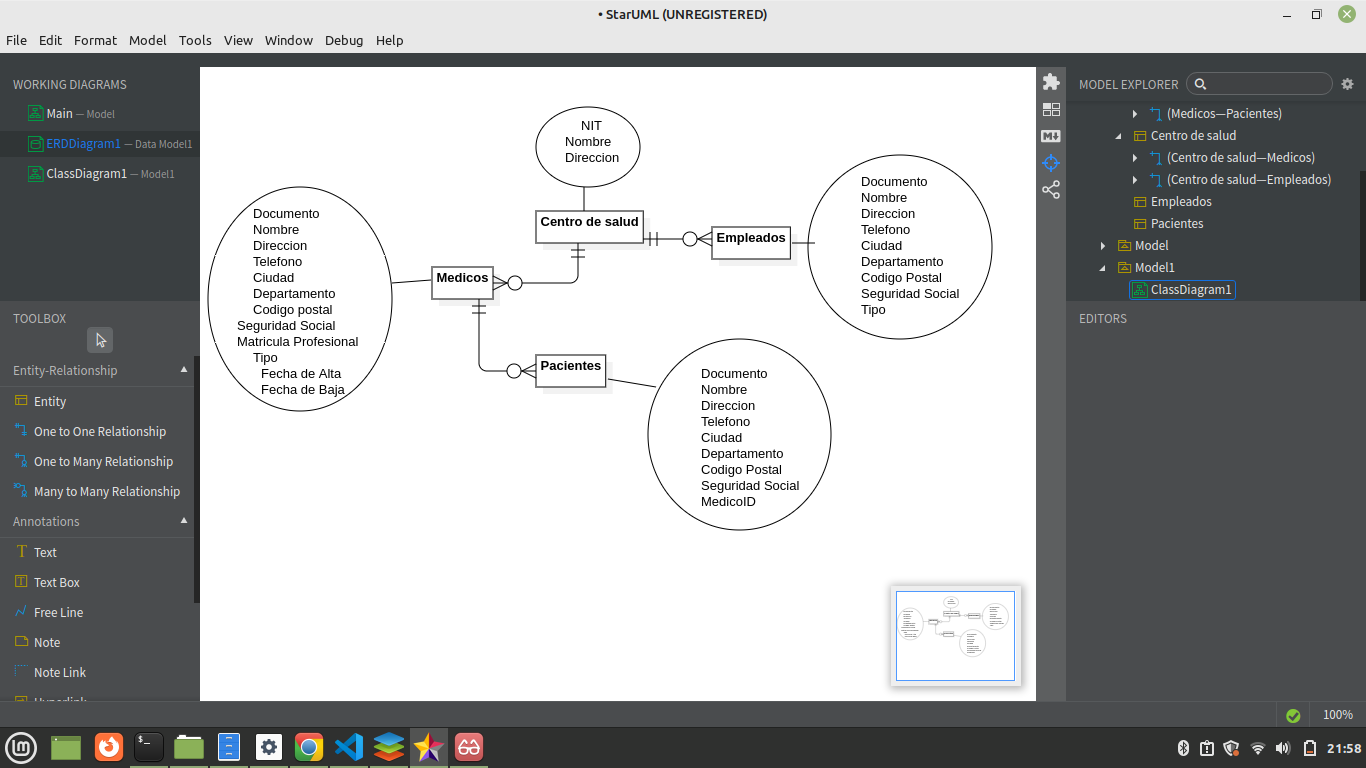 • StarUML (UNREGISTERED)
File Edit Format Model Tools View Window Debug Help
WORKING DIAGRAMS
Main — Model
ERDDiagram1 — Data Model1
ClassDiagram1 — Model1
TOOLBOX
Entity-Relationship
Entity
One to One Relationship
One to Many Relationship
Many to Many Relationship
Annotations
Text
Text Box
Free Line
Note
Note Link
Hyperlink
NIT
Nombre
Direccion
Centro de salud
Empleados
Documento
Nombre
Direccion
Telefono
Ciudad
Departamento
Codigo Postal
Seguridad Social
Tipo
Documento
Nombre
Direccion
Telefono
Ciudad
Departamento
Codigo postal
Seguridad Social
Matricula Profesional
Tipo
Fecha de Alta
Fecha de Baja
Medicos
Pacientes
Documento
Nombre
Direccion
Telefono
Ciudad
Departamento
Codigo Postal
Seguridad Social
MedicoID
M
MODEL EXPLORER
(Medicos—Pacientes)
Centro de salud
(Centro de salud—Medicos)
(Centro de salud—Empleados)
Empleados
Pacientes
Model
Model1
ClassDiagram1
EDITORS
100%
$_
21:58